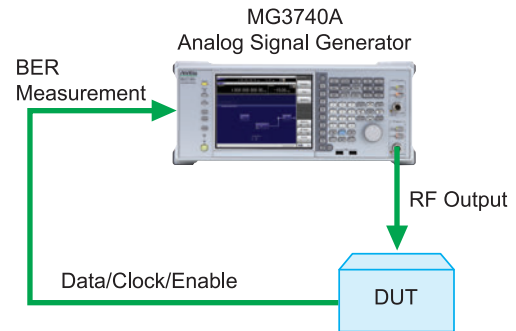 MG3740A
Analog Signal Generator
BER
Measurement
RF Output
Data/Clock/Enable
DUT